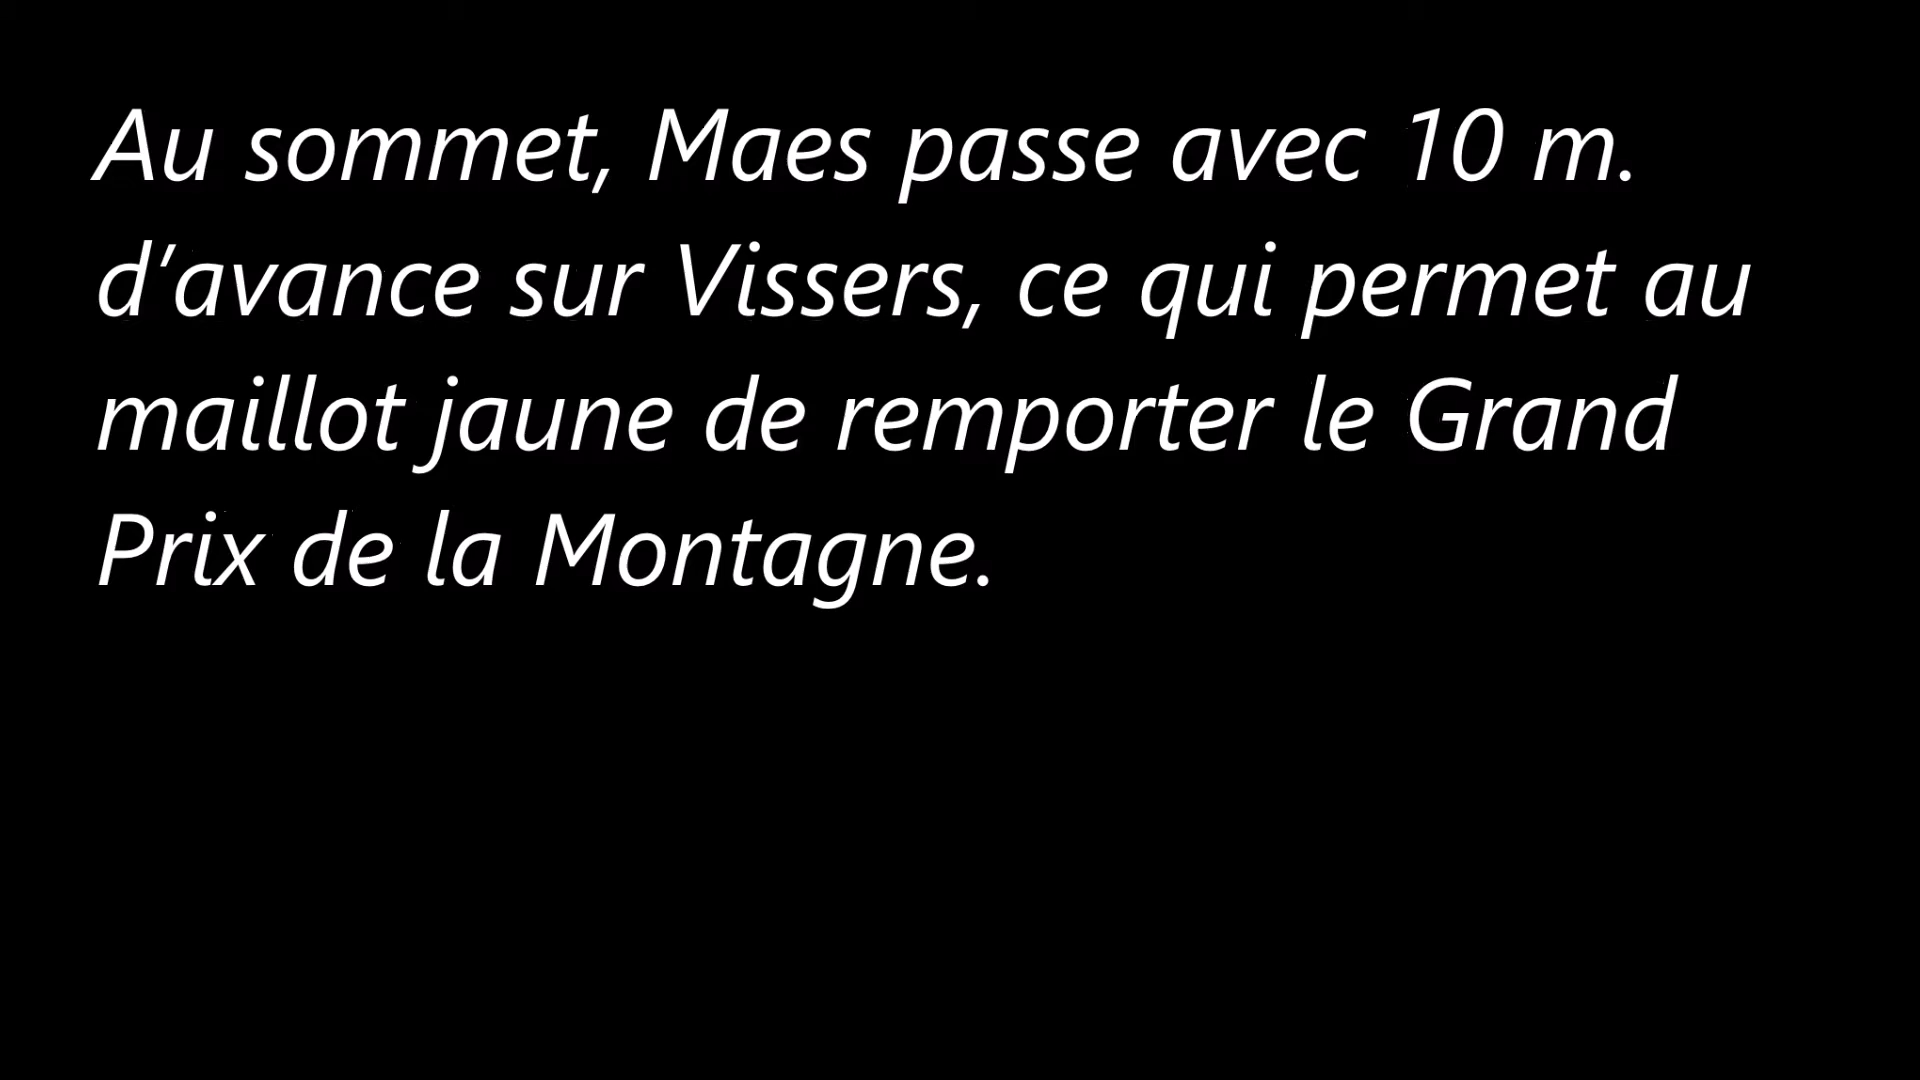 Au sommet, Maes passe avec 10 m.
d’avance sur Vissers, ce qui permet au
maillot jaune de remporter le Grand
Prix de la Montagne.